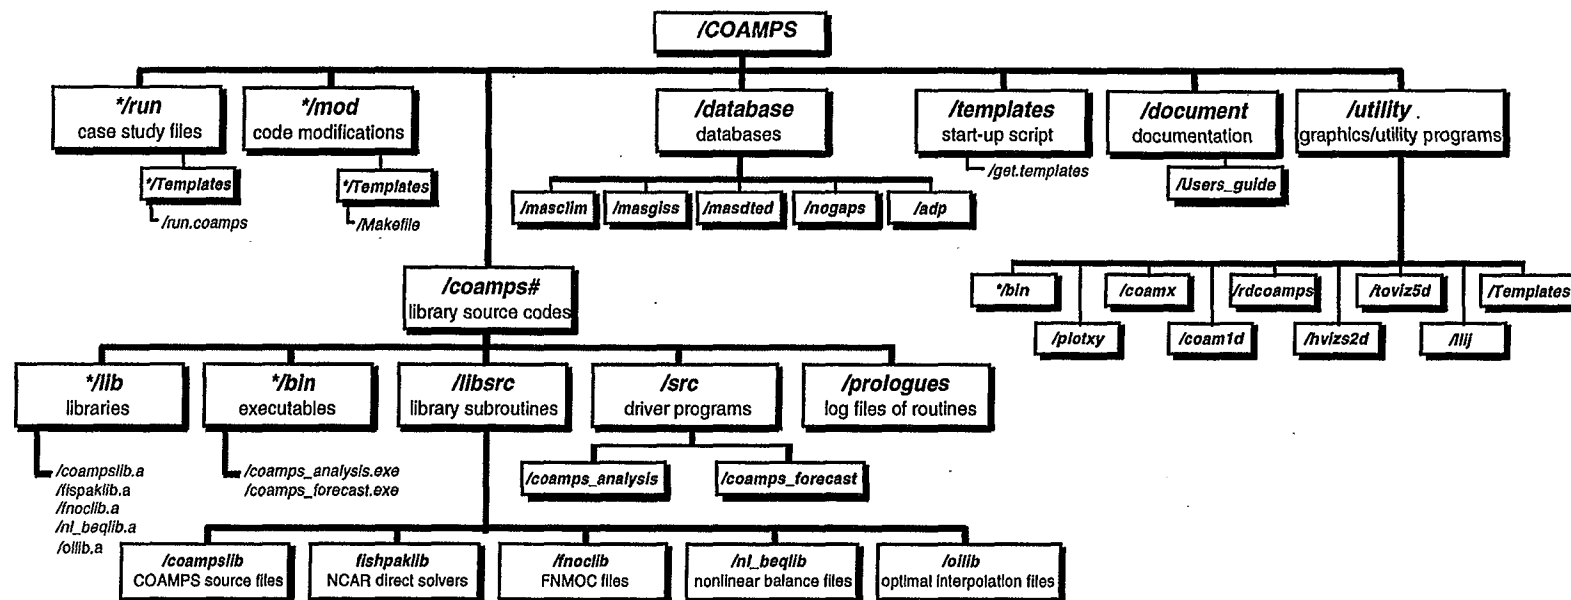 /COAMPS
*/run
case study files
*/Templates
/run.coamps
*/mod
code modifications
*/Templates
/Makefile
/database
databases
/masclim
/masgiss
/masdted
/nogaps
/adp
/templates
start-up script
/get.templates
/document
documentation
/Users_guide
/utility
graphics/utility programs
*/bin
/coamx
/rdcoamps
/toviz5d
/Templates
/plotxy
/coam1d
/hvizs2d
/llij
/coamps#
library source codes
*/lib
libraries
/coampslib.a
/fispaklib.a
/fnoclib.a
/nl_beqlib.a
/oilib.a
*/bin
executables
/coamps_analysis.exe
/coamps_forecast.exe
/libsrc
library subroutines
/src
driver programs
/coamps_analysis
/coamps_forecast
/prologues
log files of routines
/coampslib
COAMPS source files
fishpaklib
NCAR direct solvers
/fnoclib
FNMOC files
/nl_beqlib
nonlinear balance files
/oilib
optimal interpolation files